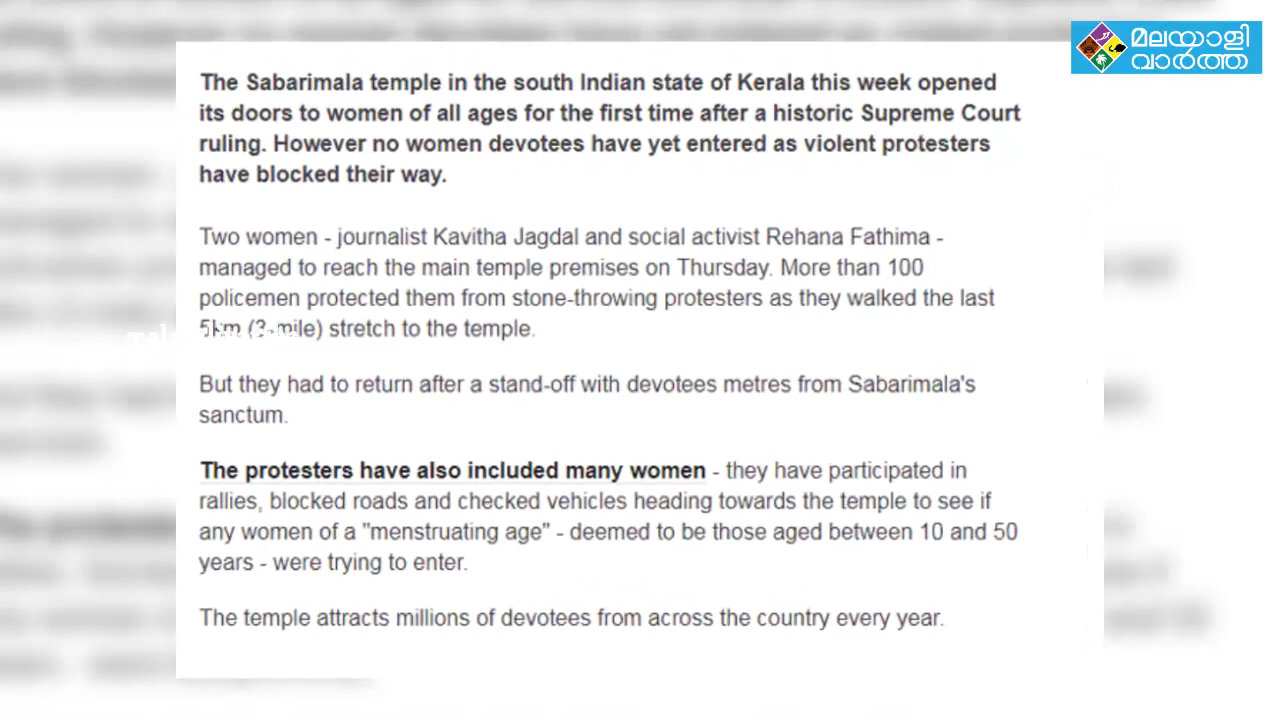 മലയാളി
വാർത്ത
The Sabarimala temple in the south Indian state of Kerala this week opened
its doors to women of all ages for the first time after a historic Supreme Court
ruling. However no women devotees have yet entered as violent protesters
have blocked their way.
Two women - journalist Kavitha Jagdal and social activist Rehana Fathima -
managed to reach the main temple premises on Thursday. More than 100
policemen protected them from stone-throwing protesters as they walked the last
5km (3-mile) stretch to the temple.
But they had to return after a stand-off with devotees metres from Sabarimala's
sanctum.
The protesters have also included many women - they have participated in
rallies, blocked roads and checked vehicles heading towards the temple to see if
any women of a "menstruating age" - deemed to be those aged between 10 and 50
years - were trying to enter.
The temple attracts millions of devotees from across the country every year.